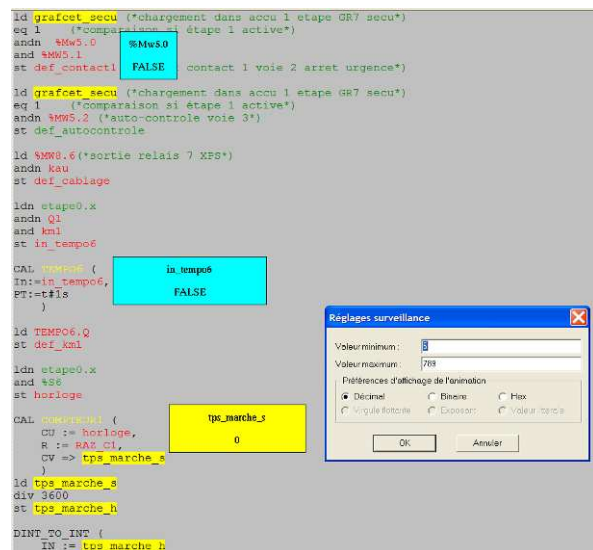 ld grafcet_secu (*chargement dans accu 1 etape GR7 secu*)
eq 1 (*comparaison si étape 1 active*)
andn %Mw5.0
and %MW5.1
st def_contact1 contact 1 voie 2 arret urgence*)
%Mw5.0
FALSE
ld grafcet_secu (*chargement dans accu 1 etape GR7 secu*)
eq 1 (*comparaison si étape 1 active*)
andn %MW5.2 (*auto-controle voie 3*)
st def_autocontrole
ld %MW8.6(*sortie relais 7 XPS*)
andn kau
st def_cablage
ldn etape0.x
andn Q1
and km1
st in_tempo6
CAL TEMPO6 (
In:=in_tempo6,
PT:=t#1s
)
in_tempo6
FALSE
ld TEMPO6.Q
st def_km1
ldn etape0.x
and %S6
st horloge
CAL COMPTEUR1 (
CU := horloge,
R := RAZ_C1,
CV => tps_marche_s
)
tps_marche_s
0
ld tps_marche_s
div 3600
st tps_marche_h
DINT_TO_INT (
IN := tps_marche_h
Réglages surveillance
Valeur minimum : 5
Valeur maximum : 789
Préférences d'affichage de l'animation
Décimal Binaire Hex
Virgule flottante Exposant Valeur
OK Annuler